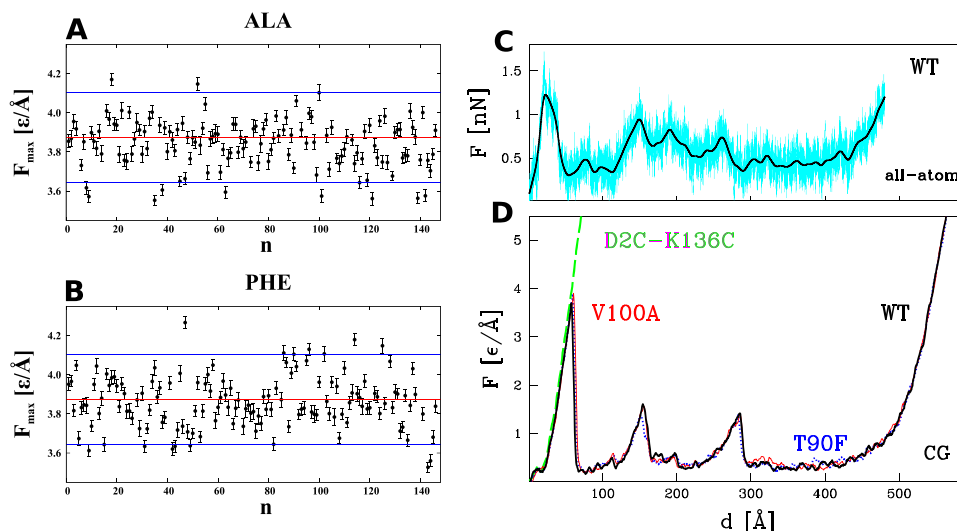 A
ALA
F_max [ε/Å]
4.2
4.0
3.8
3.6
0 20 40 60 80 100 120 140
n
B
PHE
F_max [ε/Å]
4.2
4.0
3.8
3.6
0 20 40 60 80 100 120 140
n
C
WT
F [nN]
1.5
1
0.5
all-atom
D
D2C–K136C
V100A
WT
T90F
CG
F [ϵ/Å]
5
4
3
2
1
100 200 300 400 500
d [Å]